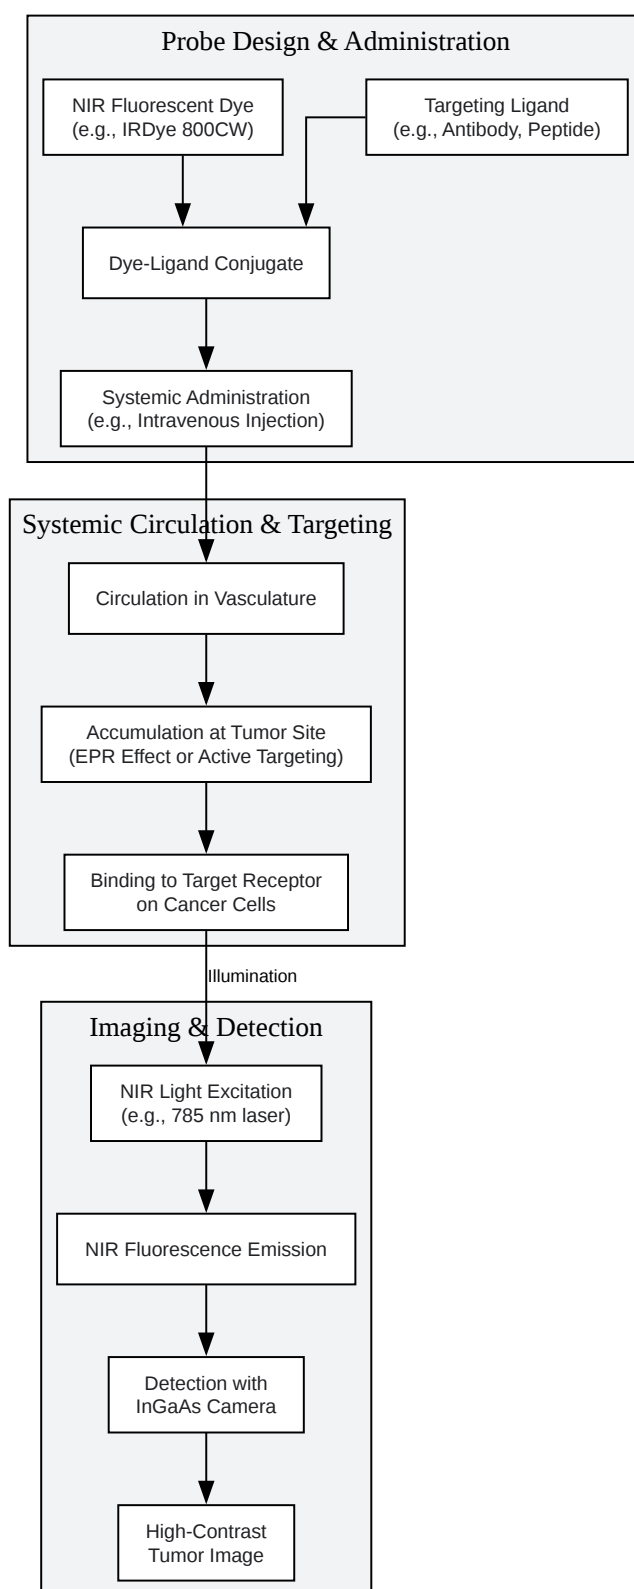 Probe Design & Administration
NIR Fluorescent Dye
(e.g., IRDye 800CW)
Targeting Ligand
(e.g., Antibody, Peptide)
Dye-Ligand Conjugate
Systemic Administration
(e.g., Intravenous Injection)
Systemic Circulation & Targeting
Circulation in Vasculature
Accumulation at Tumor Site
(EPR Effect or Active Targeting)
Binding to Target Receptor
on Cancer Cells
Illumination
Imaging & Detection
NIR Light Excitation
(e.g., 785 nm laser)
NIR Fluorescence Emission
Detection with
InGaAs Camera
High-Contrast
Tumor Image